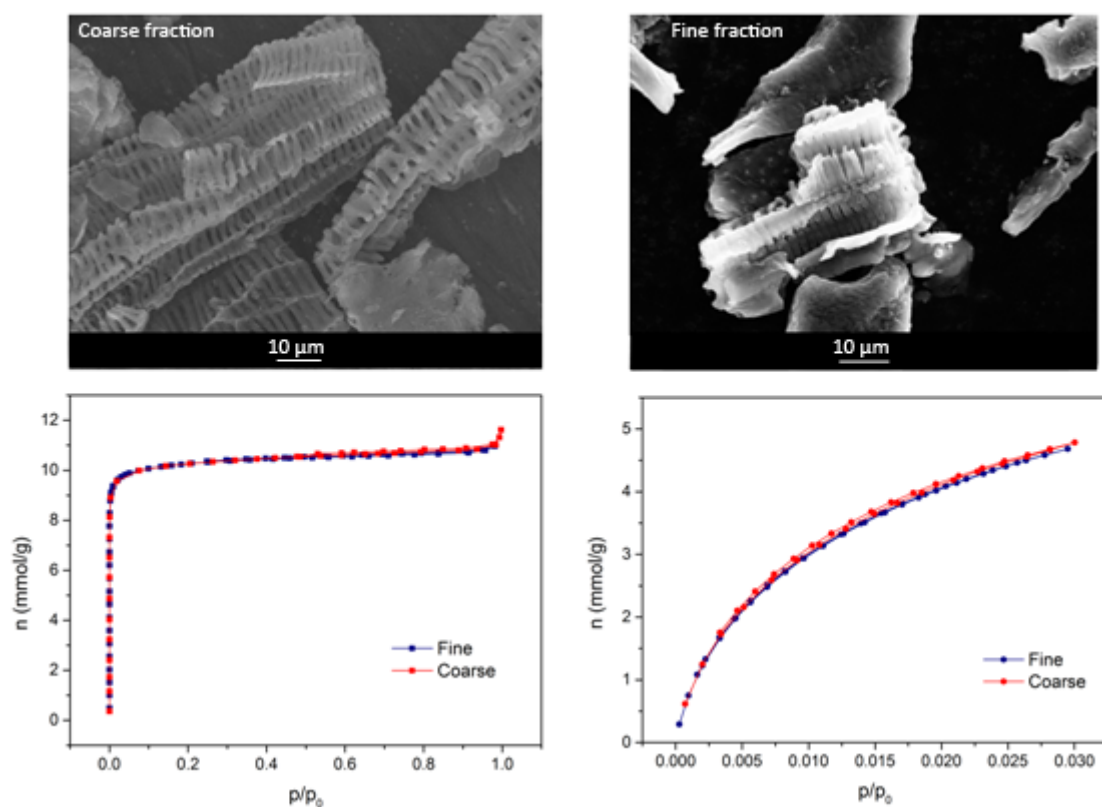 Coarse fraction
10 µm
Fine fraction
10 µm
12
10
8
6
4
2
0
n (mmol/g)
Fine
Coarse
0.0
0.2
0.4
0.6
0.8
1.0
p/p₀
5
4
3
2
1
0
n (mmol/g)
Fine
Coarse
0.000
0.005
0.010
0.015
0.020
0.025
0.030
p/p₀